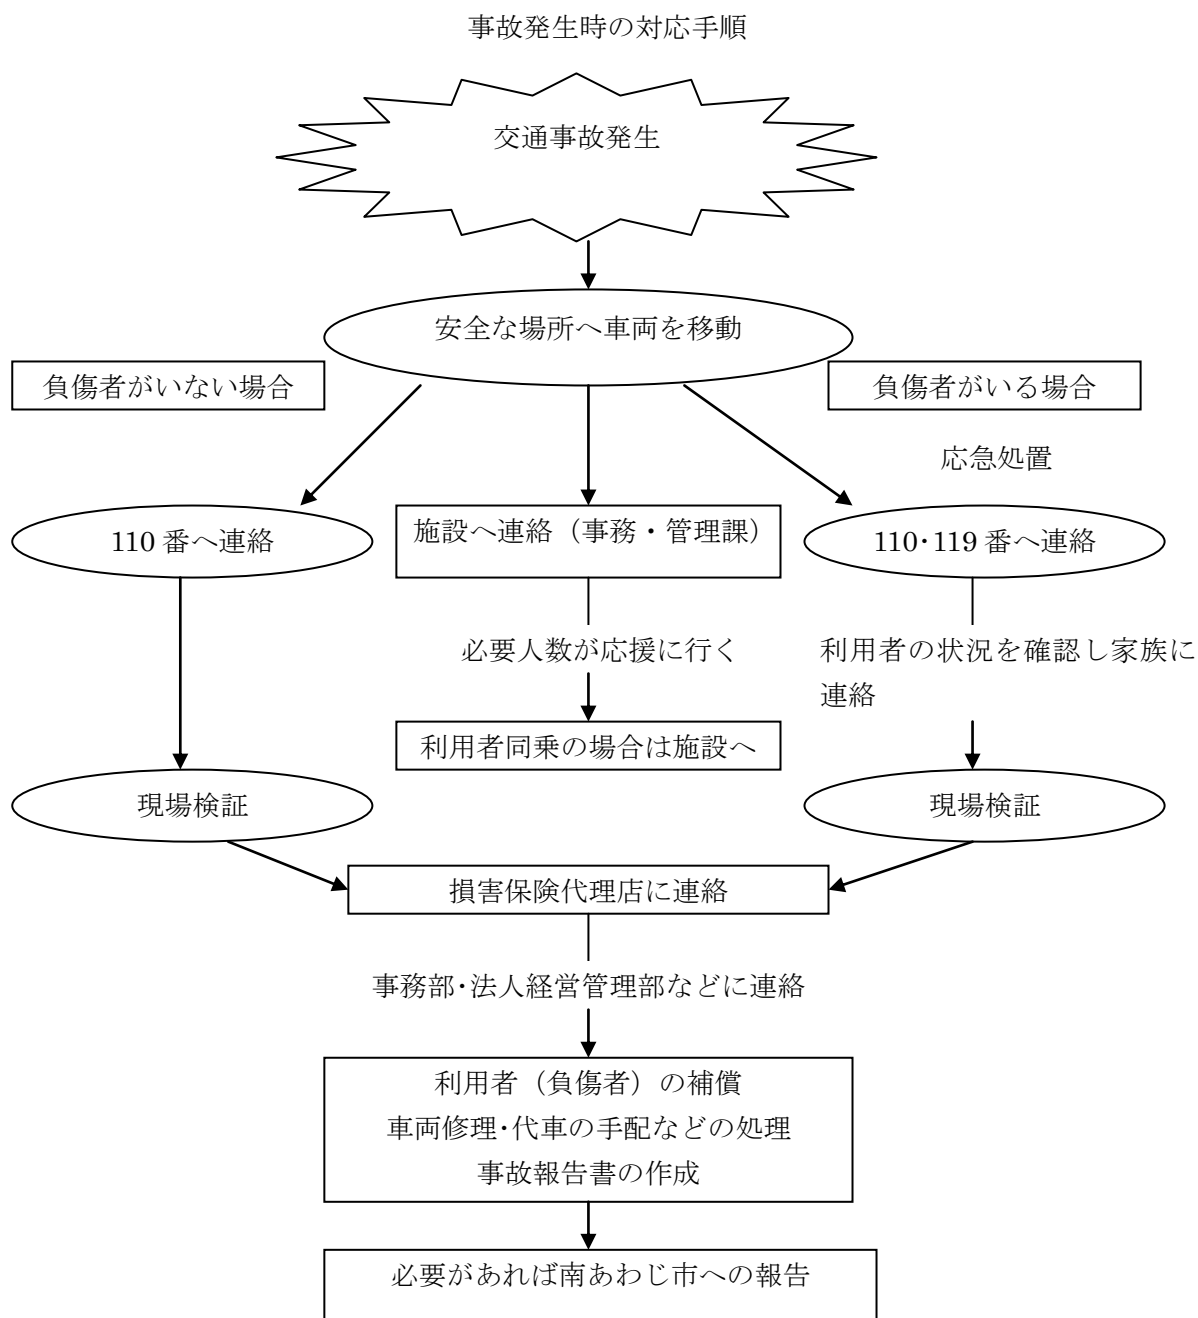 事故発生時の対応手順
交通事故発生
安全な場所へ車両を移動
負傷者がいない場合
負傷者がいる場合
応急処置
110 番へ連絡
施設へ連絡（事務・管理課）
110･119 番へ連絡
必要人数が応援に行く
利用者の状況を確認し家族に
連絡
利用者同乗の場合は施設へ
現場検証
現場検証
損害保険代理店に連絡
事務部･法人経営管理部などに連絡
利用者（負傷者）の補償
車両修理･代車の手配などの処理
事故報告書の作成
必要があれば南あわじ市への報告